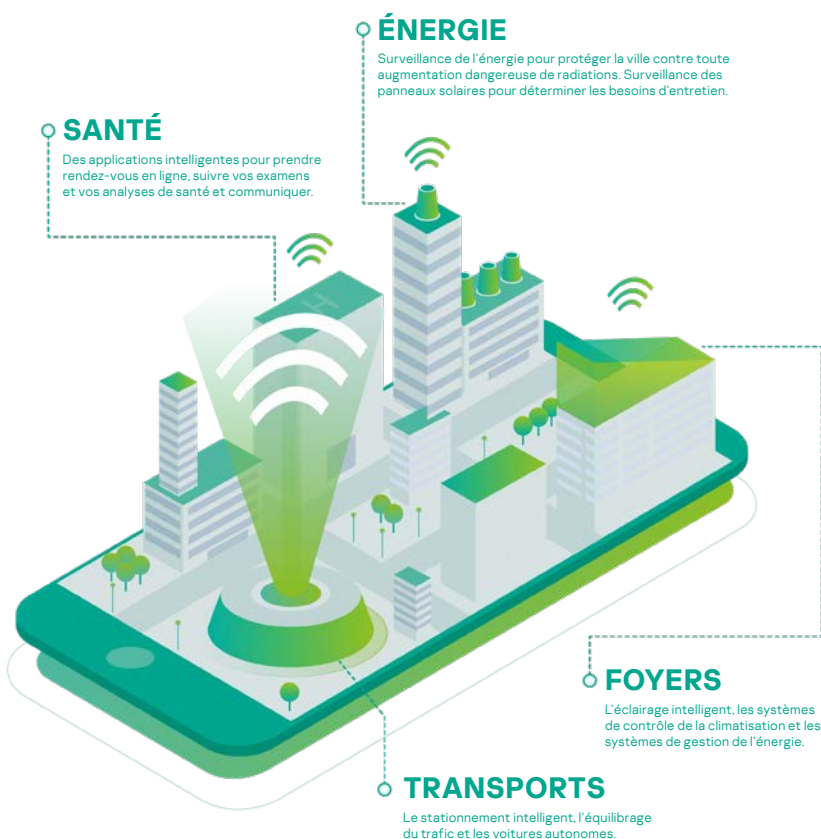 ÉNERGIE
Surveillance de l'énergie pour protéger la ville contre toute
augmentation dangereuse de radiations. Surveillance des
panneaux solaires pour déterminer les besoins d'entretien.
SANTÉ
Des applications intelligentes pour prendre
rendez-vous en ligne, suivre vos examens
et vos analyses de santé et communiquer.
H
FOYERS
L'éclairage intelligent, les systèmes
de contrôle de la climatisation et les
systèmes de gestion de l'énergie.
TRANSPORTS
Le stationnement intelligent, l'équilibrage
du trafic et les voitures autonomes.